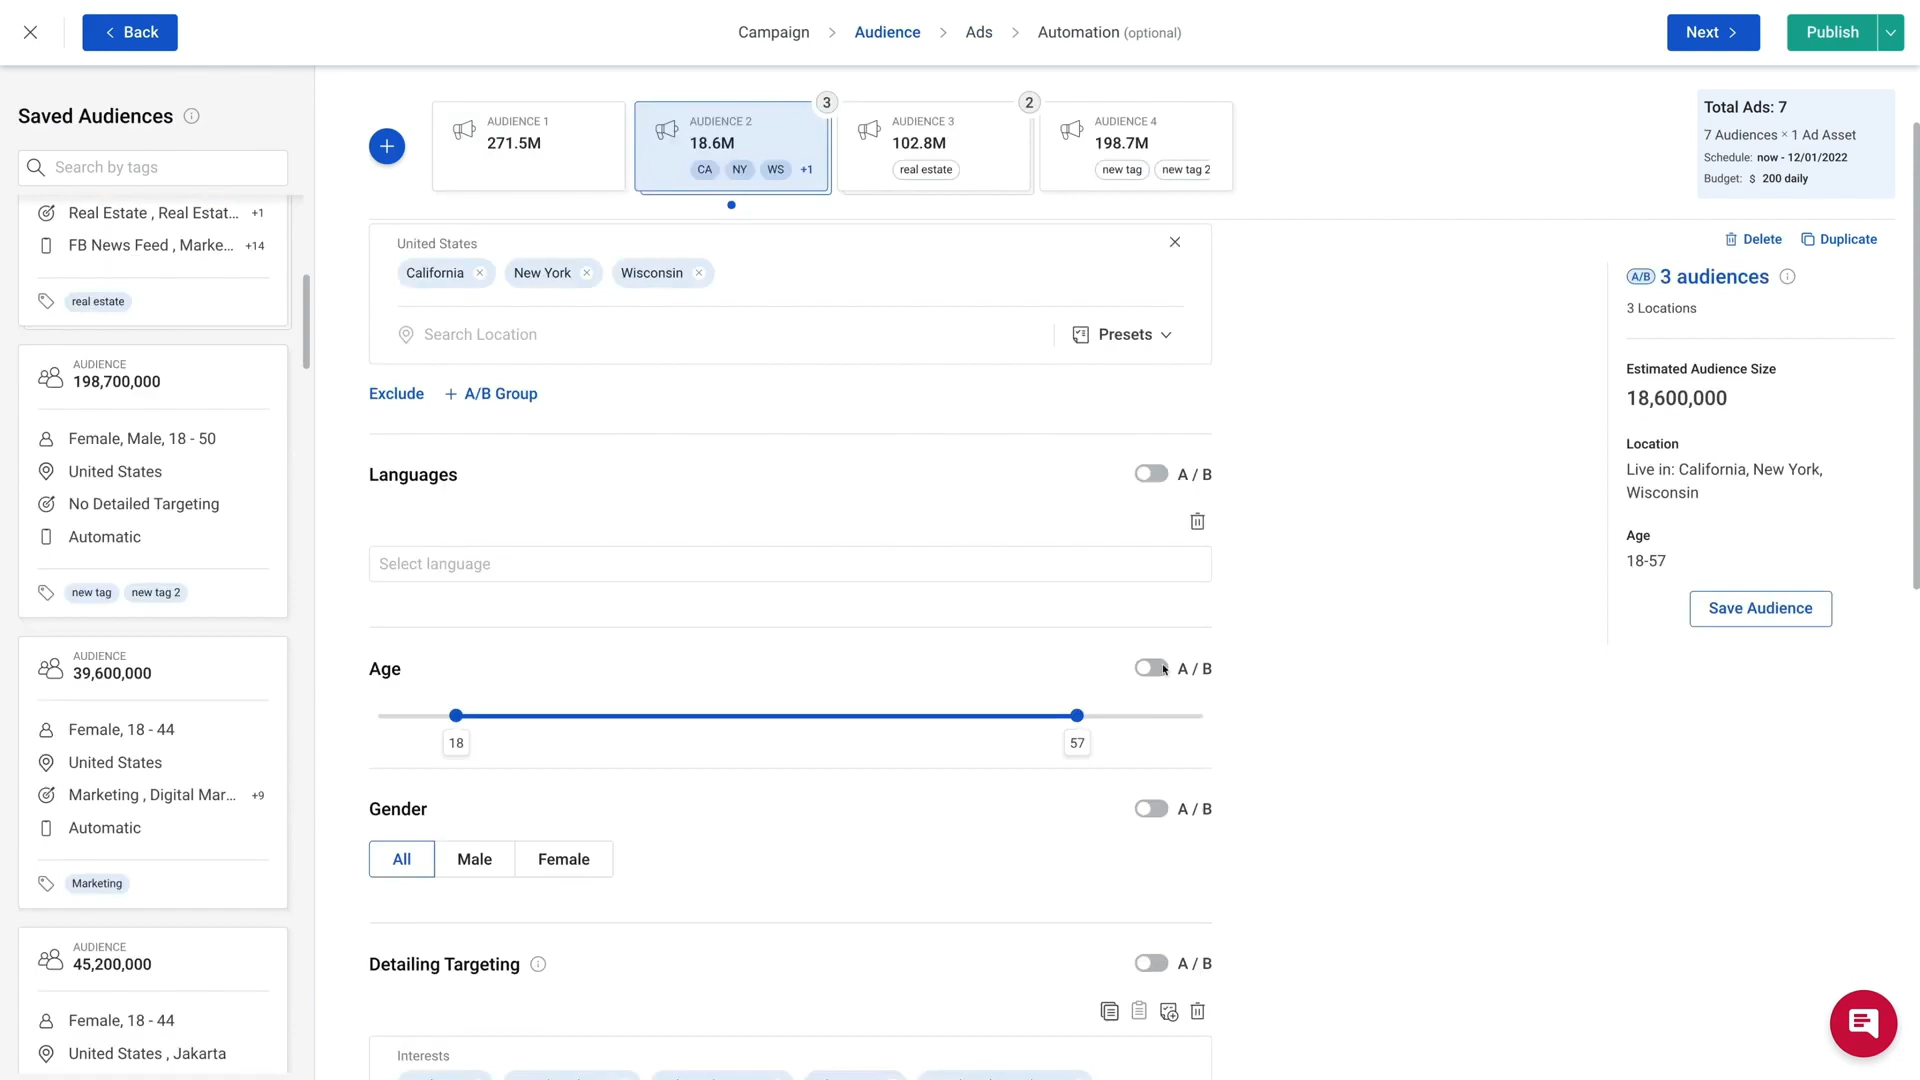 Back
Campaign
Audience
Ads
Automation (optional)
Next
Publish
Saved Audiences
Search by tags
Real Estate , Real Estat... +1
FB News Feed , Marke... +14
real estate
AUDIENCE
198,700,000
Female, Male, 18 - 50
United States
No Detailed Targeting
Automatic
new tag new tag 2
AUDIENCE
39,600,000
Female, 18 - 44
United States
Marketing , Digital Mar... +9
Automatic
Marketing
AUDIENCE
45,200,000
Female, 18 - 44
United States , Jakarta
AUDIENCE 1
271.5M
3
AUDIENCE 2
18.6M
CA NY WS +1
2
AUDIENCE 3
102.8M
real estate
AUDIENCE 4
198.7M
new tag new tag 2
United States
California × New York × Wisconsin ×
Search Location
Presets
Exclude + A/B Group
Languages
A / B
Select language
Age
A / B
18
57
Gender
A / B
All Male Female
Detailing Targeting
A / B
Interests
Total Ads: 7
7 Audiences × 1 Ad Asset
Schedule: now - 12/01/2022
Budget: $ 200 daily
Delete Duplicate
A/B 3 audiences
3 Locations
Estimated Audience Size
18,600,000
Location
Live in: California, New York,
Wisconsin
Age
18-57
Save Audience